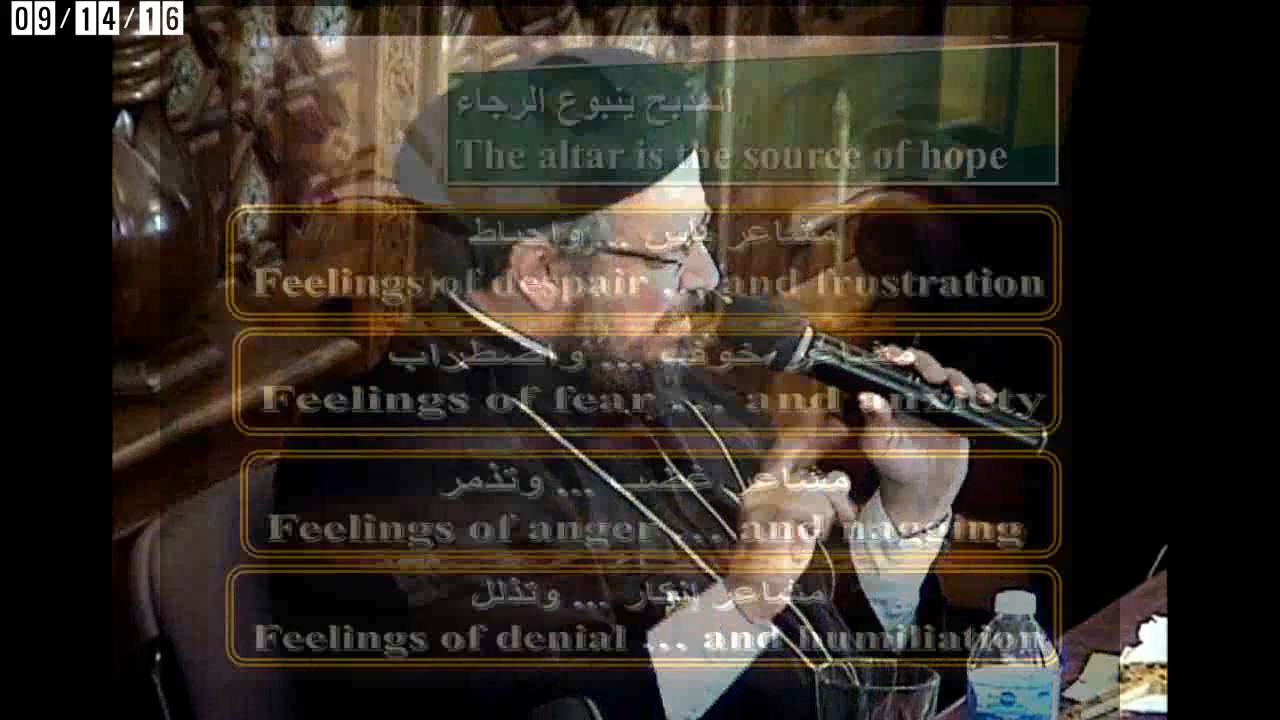 09/14/16
المذبح ينبوع الرجاء
The altar is the source of hope
مشاعر يأس ... وإحباط
Feelings of despair ... and frustration
مشاعر خوف ... واضطراب
Feelings of fear ... and anxiety
مشاعر غضب ... وتذمر
Feelings of anger ... and nagging
مشاعر إنكار ... وتذلل
Feelings of denial ... and humiliation